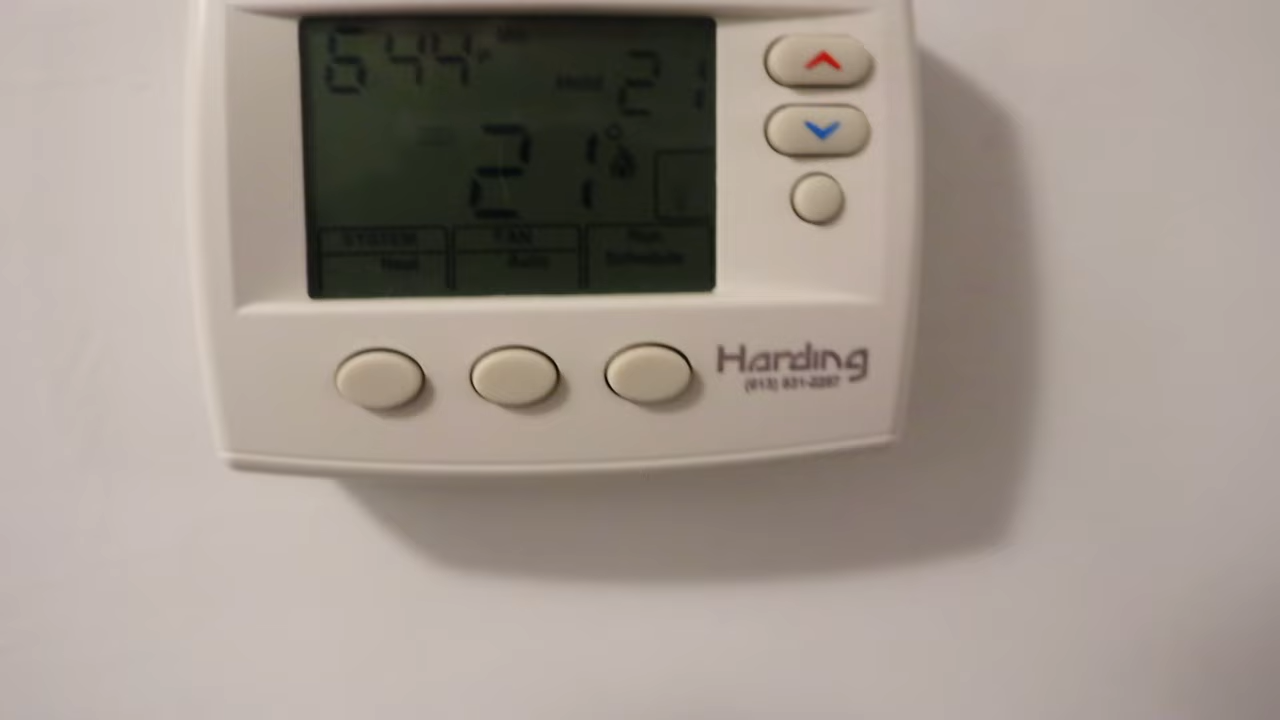 6 44 P
Hold 21
21°
SYSTEM FAN Run
Heat Auto Schedule
Harding